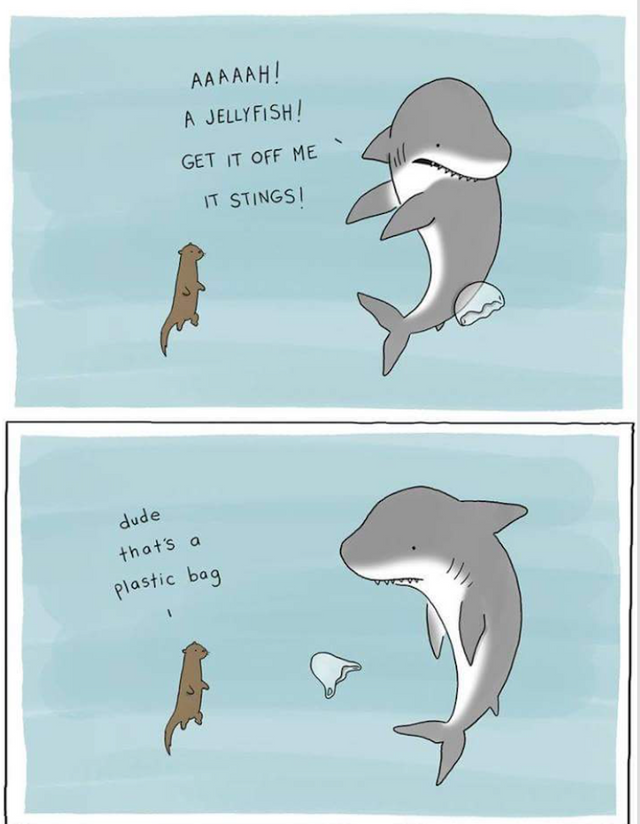 AAAAAH!
A JELLYFISH!
GET IT OFF ME
IT STINGS!
dude
that's a
plastic bag